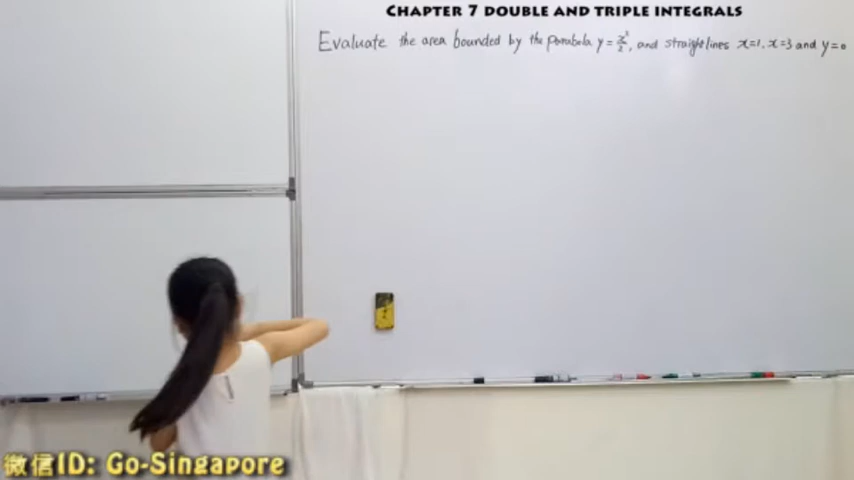 CHAPTER 7 DOUBLE AND TRIPLE INTEGRALS
Evaluate the area bounded by the parabola y = x²/2, and straight lines x=1, x=3 and y=0
微信ID: Go-Singapore